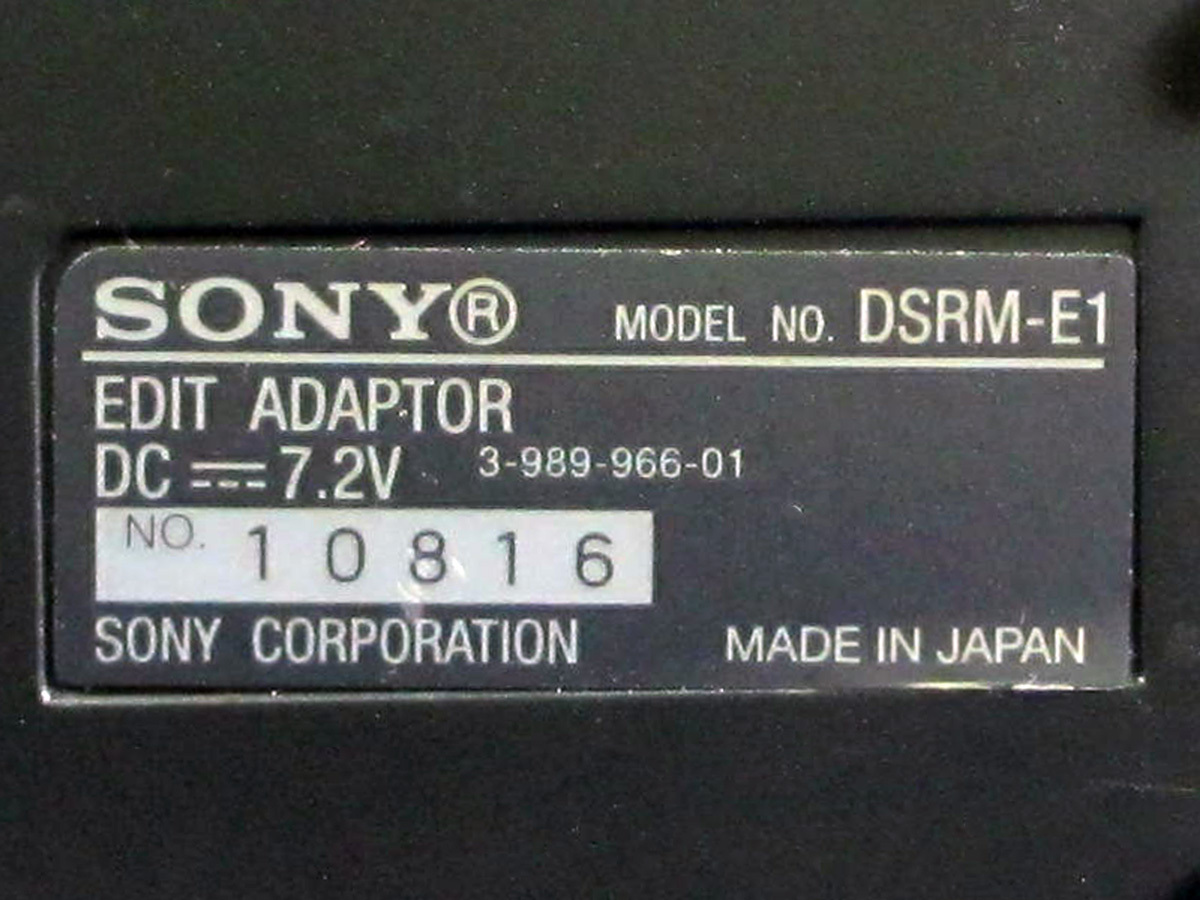 SONY® MODEL NO. DSRM-E1
EDIT ADAPTOR
DC ⎓ 7.2V 3-989-966-01
NO. 10816
SONY CORPORATION MADE IN JAPAN